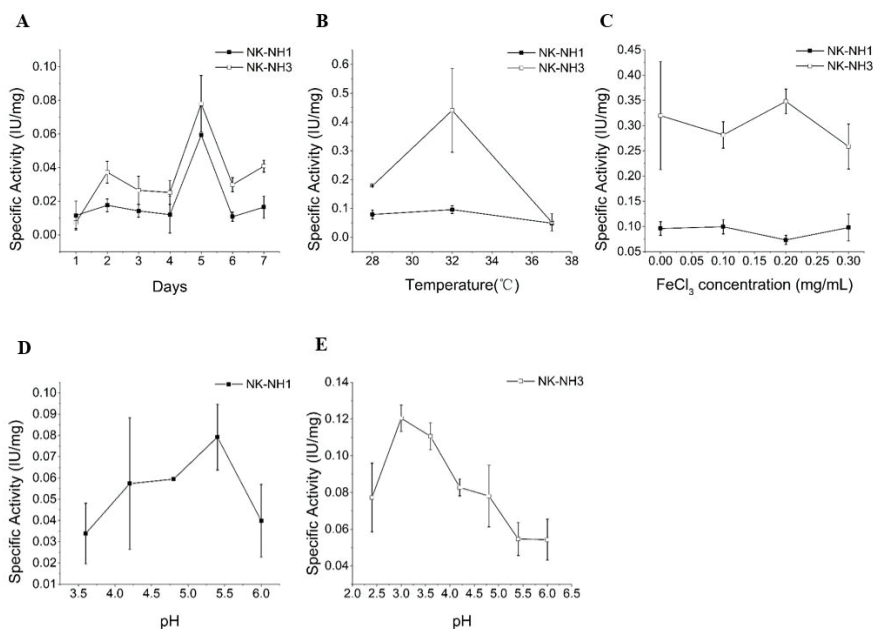 A
B
C
NK-NH1
NK-NH3
0.10
0.08
0.06
0.04
0.02
0.00
Specific Activity (IU/mg)
1 2 3 4 5 6 7
Days
NK-NH1
NK-NH3
0.6
0.5
0.4
0.3
0.2
0.1
0.0
Specific Activity (IU/mg)
28 30 32 34 36 38
Temperature(℃)
NK-NH1
NK-NH3
0.45
0.40
0.35
0.30
0.25
0.20
0.15
0.10
0.05
Specific Activity (IU/mg)
0.00 0.05 0.10 0.15 0.20 0.25 0.30
FeCl3 concentration (mg/mL)
D
E
NK-NH1
0.10
0.09
0.08
0.07
0.06
0.05
0.04
0.03
0.02
0.01
Specific Activity (IU/mg)
3.5 4.0 4.5 5.0 5.5 6.0
pH
NK-NH3
0.14
0.12
0.10
0.08
0.06
0.04
Specific Activity (IU/mg)
2.0 2.5 3.0 3.5 4.0 4.5 5.0 5.5 6.0 6.5
pH